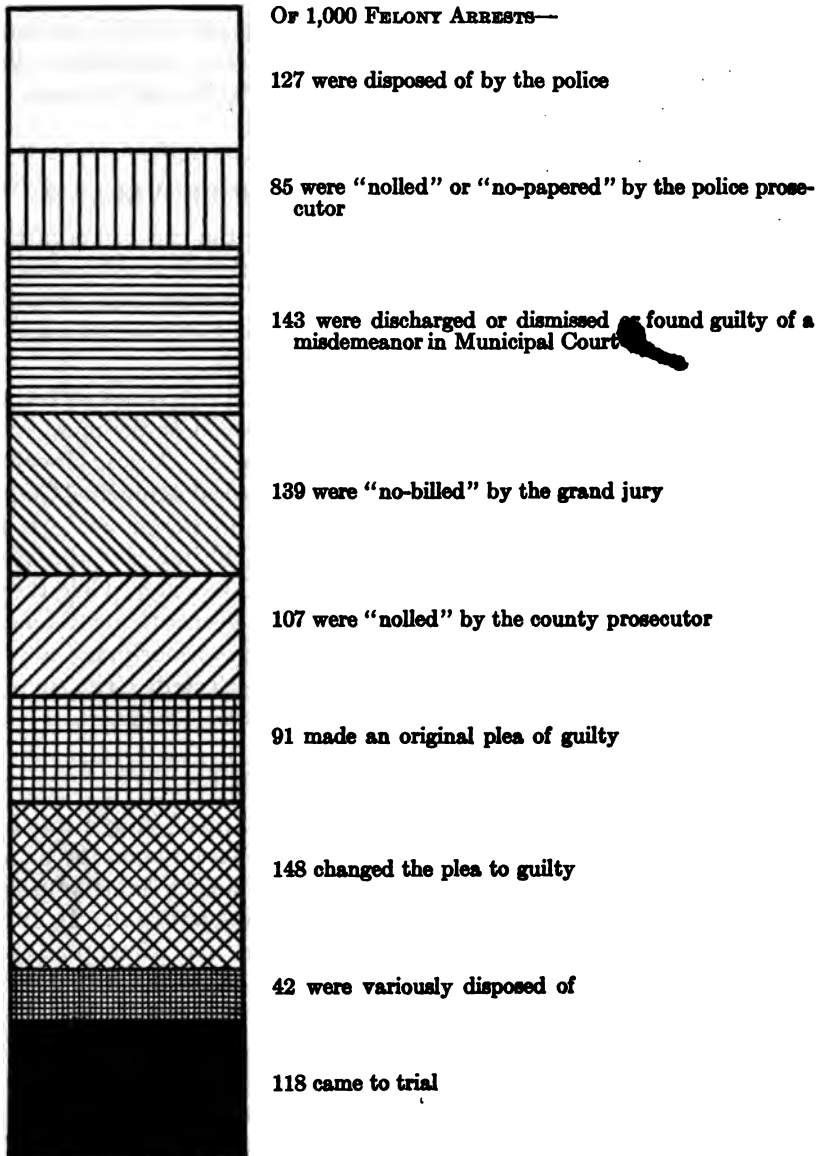 OF 1,000 FELONY ARRESTS—
127 were disposed of by the police
85 were “nolled” or “no-papered” by the police prose-
cutor
143 were discharged or dismissed found guilty of a
misdemeanor in Municipal Court
139 were “no-billed” by the grand jury
107 were “nolled” by the county prosecutor
91 made an original plea of guilty
148 changed the plea to guilty
42 were variously disposed of
118 came to trial